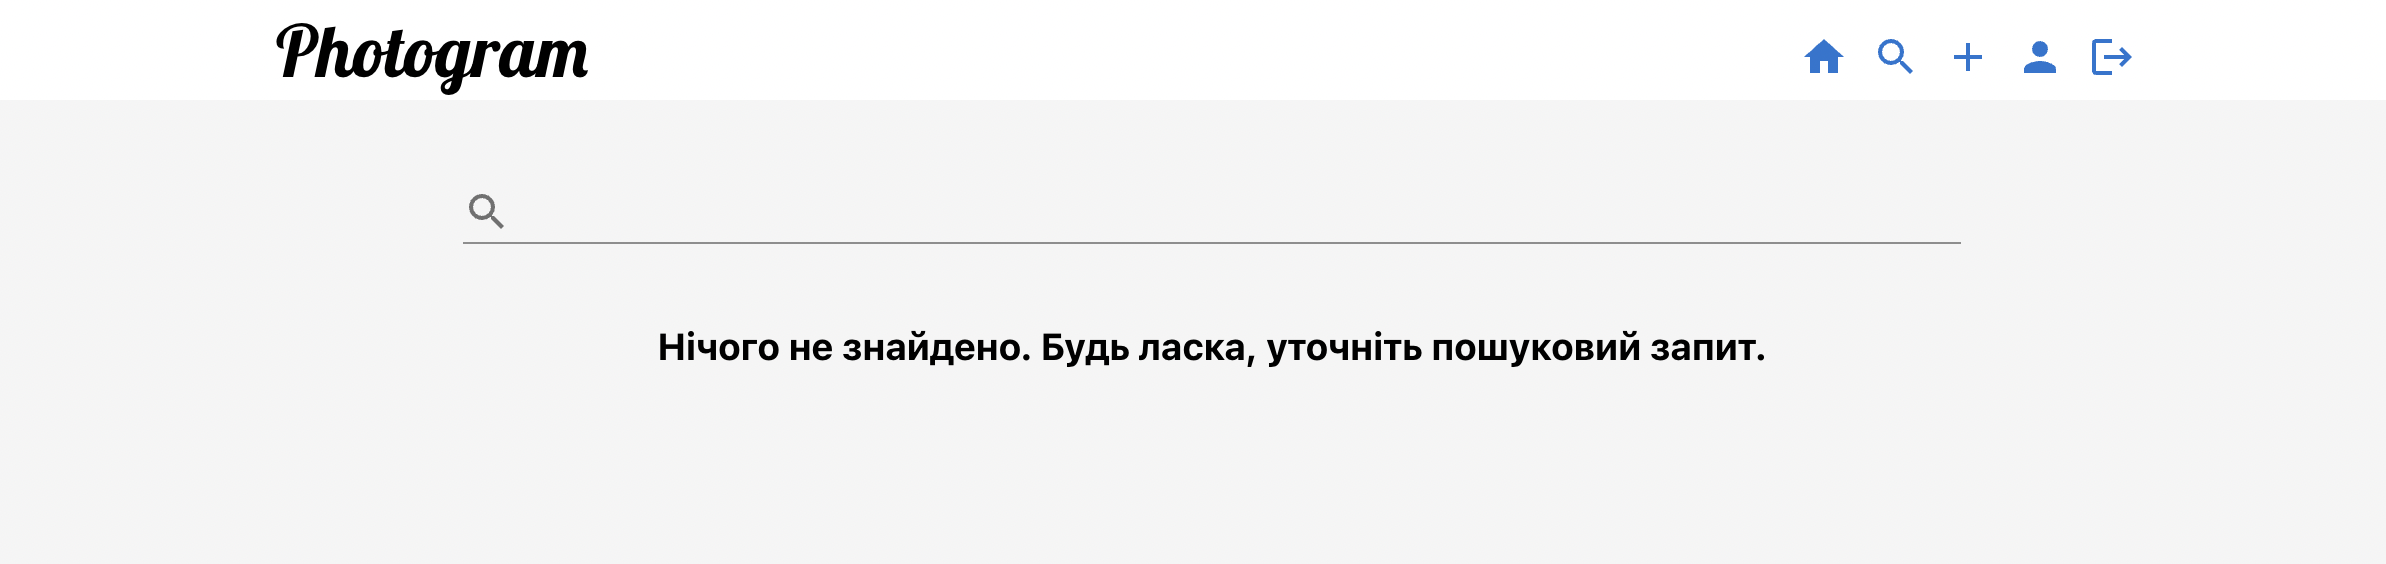 Photogram
Нічого не знайдено. Будь ласка, уточніть пошуковий запит.